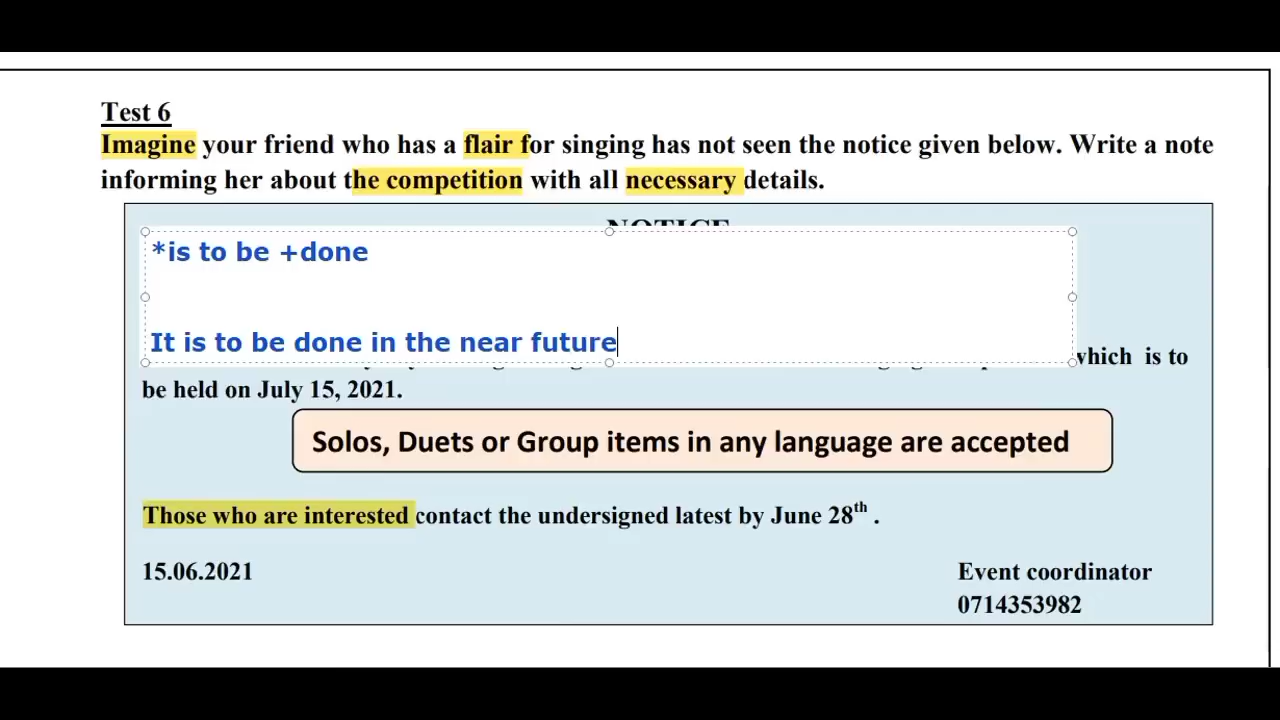 Test 6
Imagine your friend who has a flair for singing has not seen the notice given below. Write a note
informing her about the competition with all necessary details.
NOTICE
*is to be +done
It is to be done in the near future
which is to
be held on July 15, 2021.
Solos, Duets or Group items in any language are accepted
Those who are interested contact the undersigned latest by June 28th .
15.06.2021
Event coordinator
0714353982